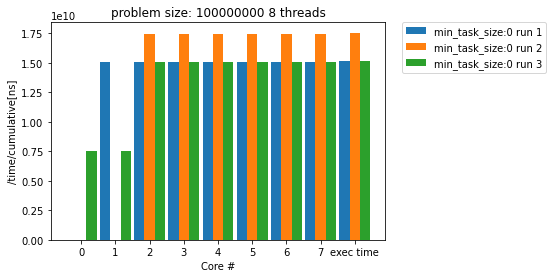 problem size: 100000000 8 threads
1e10
1.75
1.50
1.25
1.00
0.75
0.50
0.25
0.00
/time/cumulative[ns]
0 1 2 3 4 5 6 7 exec time
Core #
min_task_size:0 run 1
min_task_size:0 run 2
min_task_size:0 run 3